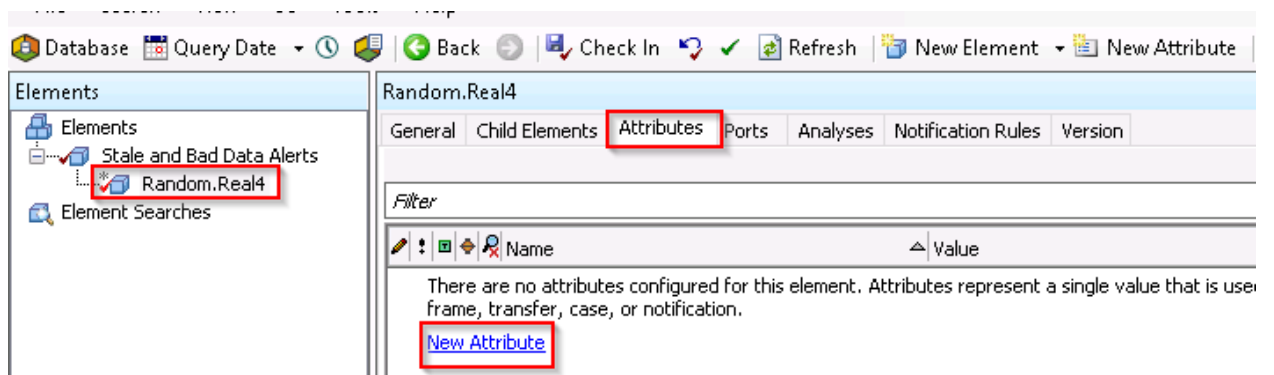 Database Query Date Back Check In Refresh New Element New Attribute
Elements
Random.Real4
Elements
Stale and Bad Data Alerts
Random.Real4
Element Searches
General Child Elements Attributes Ports Analyses Notification Rules Version
Filter
Name Value
There are no attributes configured for this element. Attributes represent a single value that is use
frame, transfer, case, or notification.
New Attribute